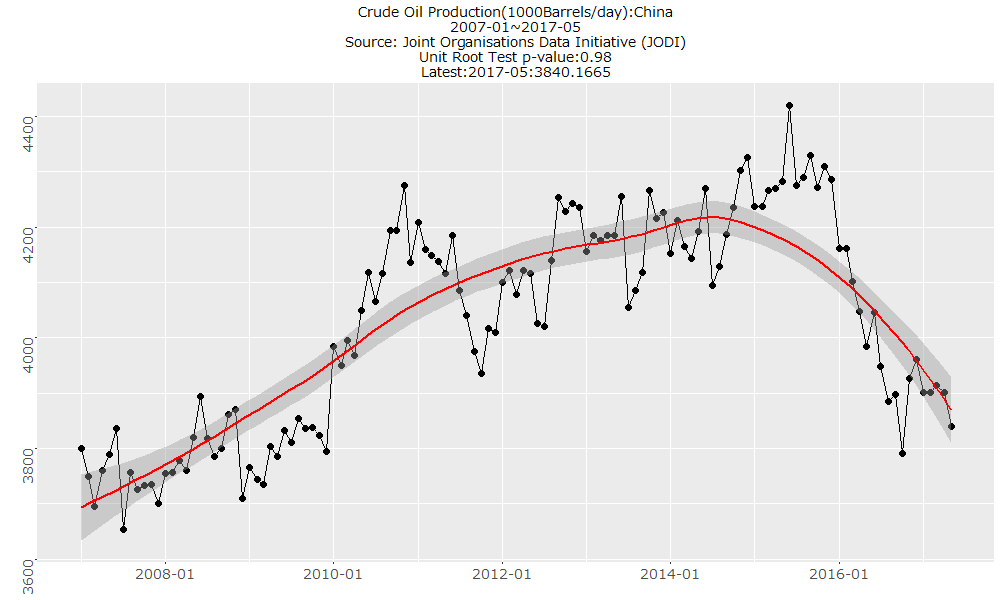 Crude Oil Production(1000Barrels/day):China
2007-01~2017-05
Source: Joint Organisations Data Initiative (JODI)
Unit Root Test p-value:0.98
Latest:2017-05:3840.1665
4400
4200
4000
3800
3600
2008-01 2010-01 2012-01 2014-01 2016-01